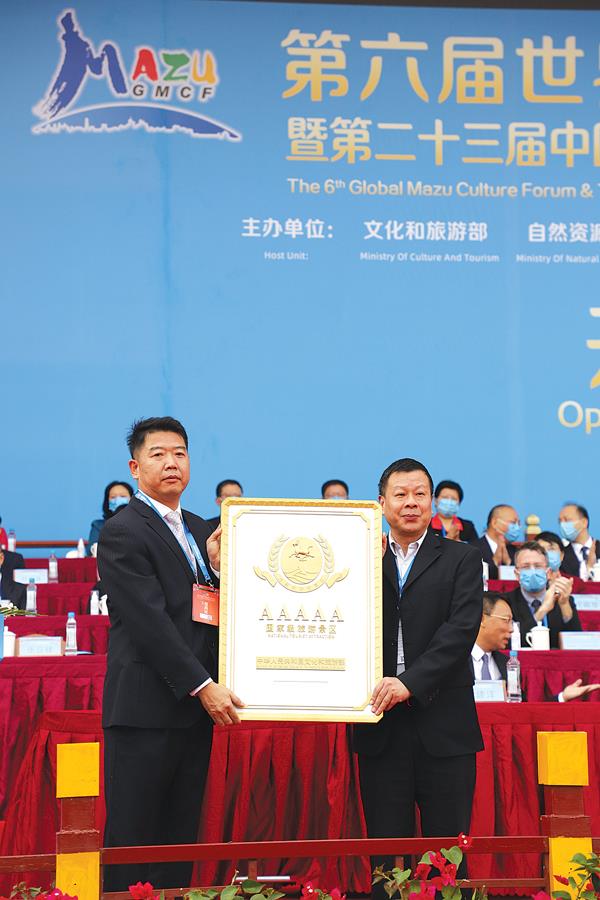 MAZU
GMCF
第六届世
暨第二十三届中
The 6th Global Mazu Culture Forum &
主办单位： 文化和旅游部 自然资源
Host Unit: Ministry Of Culture And Tourism Ministry Of Natural
Op
AAAAA
国家级旅游景区
NATIONAL TOURIST ATTRACTION
中华人民共和国文化和旅游部